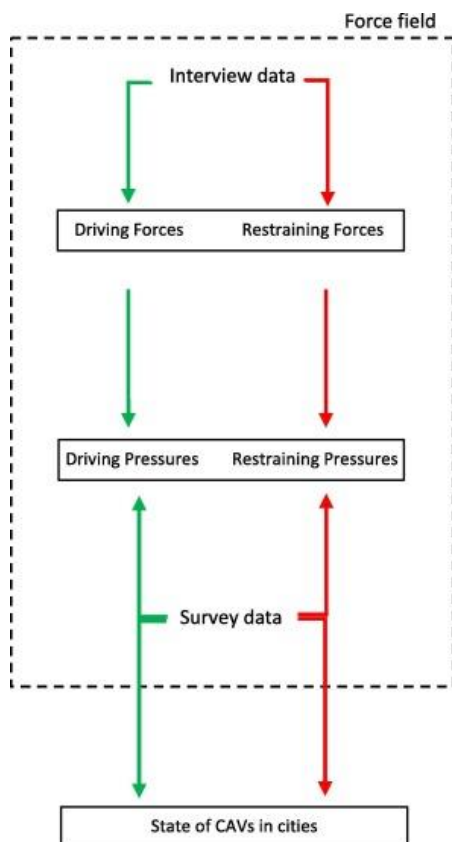 Force field
Interview data
Driving Forces Restraining Forces
Driving Pressures Restraining Pressures
Survey data
State of CAVs in cities